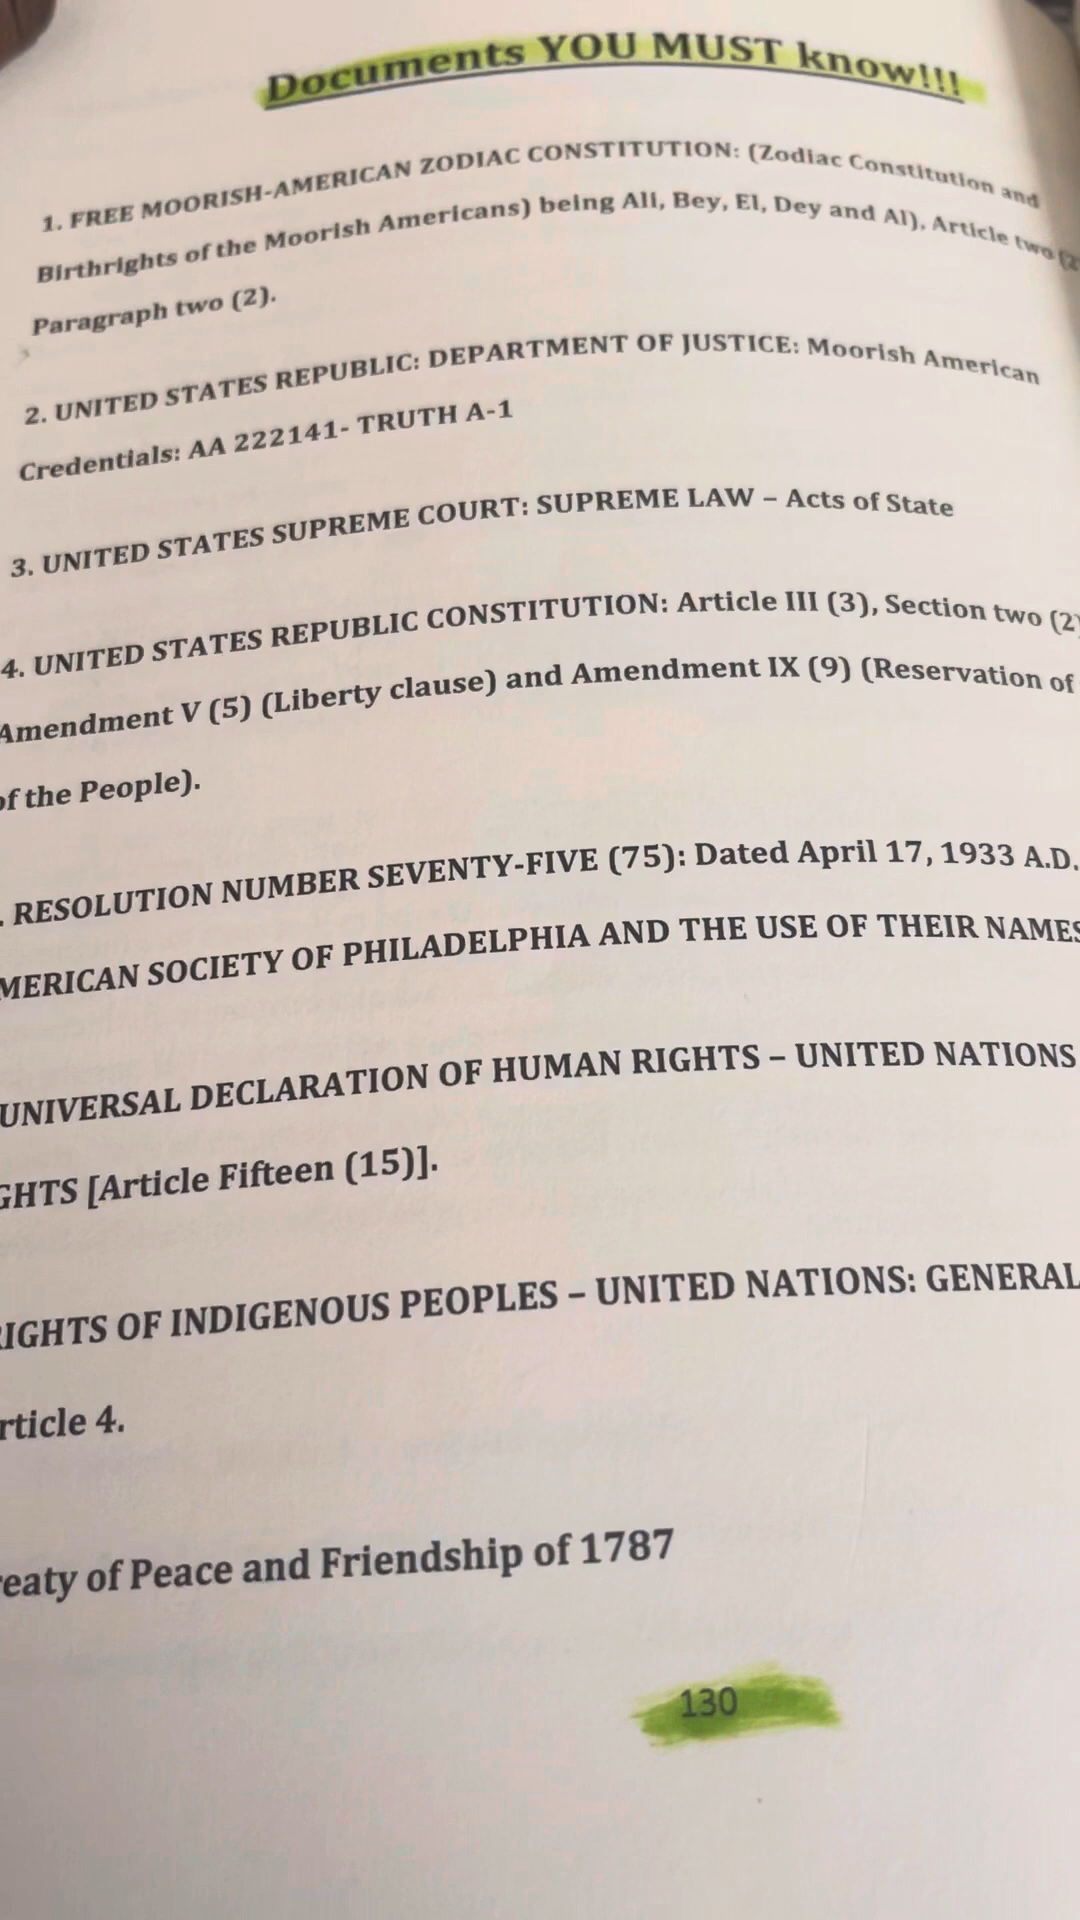 Documents YOU MUST know!!!
1. FREE MOORISH-AMERICAN ZODIAC CONSTITUTION: (Zodiac Constitution and
Birthrights of the Moorish Americans) being Ali, Bey, El, Dey and Al), Article two (2
Paragraph two (2).
2. UNITED STATES REPUBLIC: DEPARTMENT OF JUSTICE: Moorish American
Credentials: AA 222141- TRUTH A-1
3. UNITED STATES SUPREME COURT: SUPREME LAW – Acts of State
4. UNITED STATES REPUBLIC CONSTITUTION: Article III (3), Section two (2)
Amendment V (5) (Liberty clause) and Amendment IX (9) (Reservation of
of the People).
. RESOLUTION NUMBER SEVENTY-FIVE (75): Dated April 17, 1933 A.D.
MERICAN SOCIETY OF PHILADELPHIA AND THE USE OF THEIR NAMES
UNIVERSAL DECLARATION OF HUMAN RIGHTS – UNITED NATIONS
GHTS [Article Fifteen (15)].
RIGHTS OF INDIGENOUS PEOPLES – UNITED NATIONS: GENERAL
rticle 4.
reaty of Peace and Friendship of 1787
130